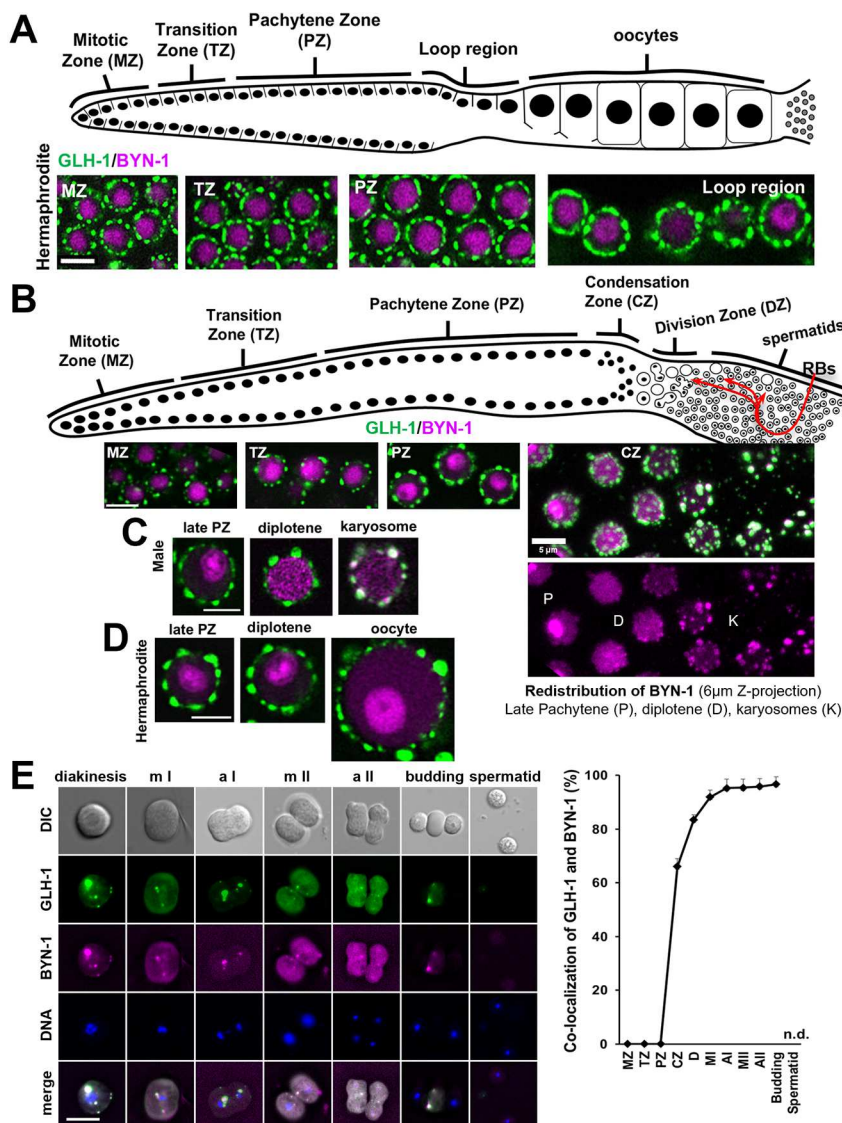 A
Mitotic
Zone (MZ)
Transition
Zone (TZ)
Pachytene Zone
(PZ)
Loop region
oocytes
GLH-1/BYN-1
Hermaphrodite
MZ
TZ
PZ
Loop region
B
Mitotic
Zone (MZ)
Transition
Zone (TZ)
Pachytene Zone (PZ)
Condensation
Zone (CZ)
Division Zone (DZ)
spermatids
RBs
GLH-1/BYN-1
MZ
TZ
PZ
CZ
5 µm
P
D
K
Redistribution of BYN-1 (6µm Z-projection)
Late Pachytene (P), diplotene (D), karyosomes (K)
C
Male
late PZ
diplotene
karyosome
D
Hermaphrodite
late PZ
diplotene
oocyte
E
diakinesis
m I
a I
m II
a II
budding
spermatid
DIC
GLH-1
BYN-1
DNA
merge
Co-localization of GLH-1 and BYN-1 (%)
100
80
60
40
20
0
n.d.
MZ
TZ
PZ
CZ
D
MI
AI
MII
AII
Budding
Spermatid